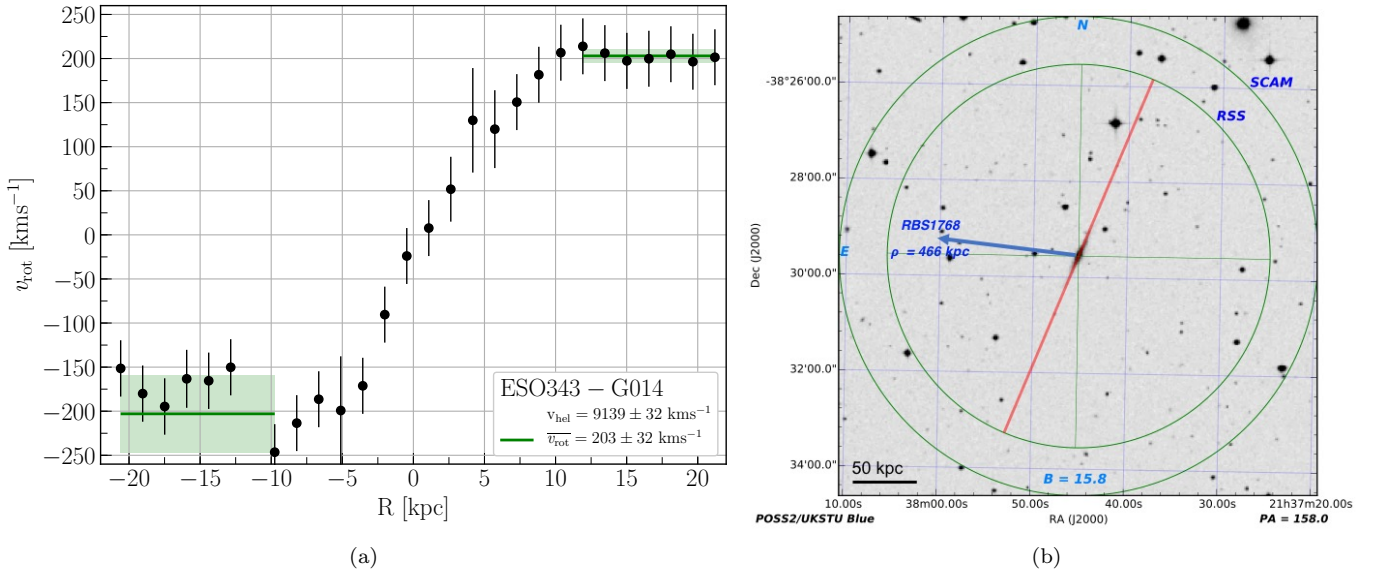 250
200
150
100
50
0
−50
−100
−150
−200
−250
v_rot [kms⁻¹]
−20 −15 −10 −5 0 5 10 15 20
R [kpc]
ESO343 − G014
v_hel = 9139 ± 32 kms⁻¹
v̅_rot = 203 ± 32 kms⁻¹
(a)
N
SCAM
RSS
-38°26'00.0"
28'00.0"
RBS1768
E
ρ = 466 kpc
30'00.0"
Dec (J2000)
32'00.0"
34'00.0"
50 kpc
B = 15.8
10.00s 38m00.00s 50.00s 40.00s 30.00s 21h37m20.00s
POSS2/UKSTU Blue RA (J2000) PA = 158.0
(b)